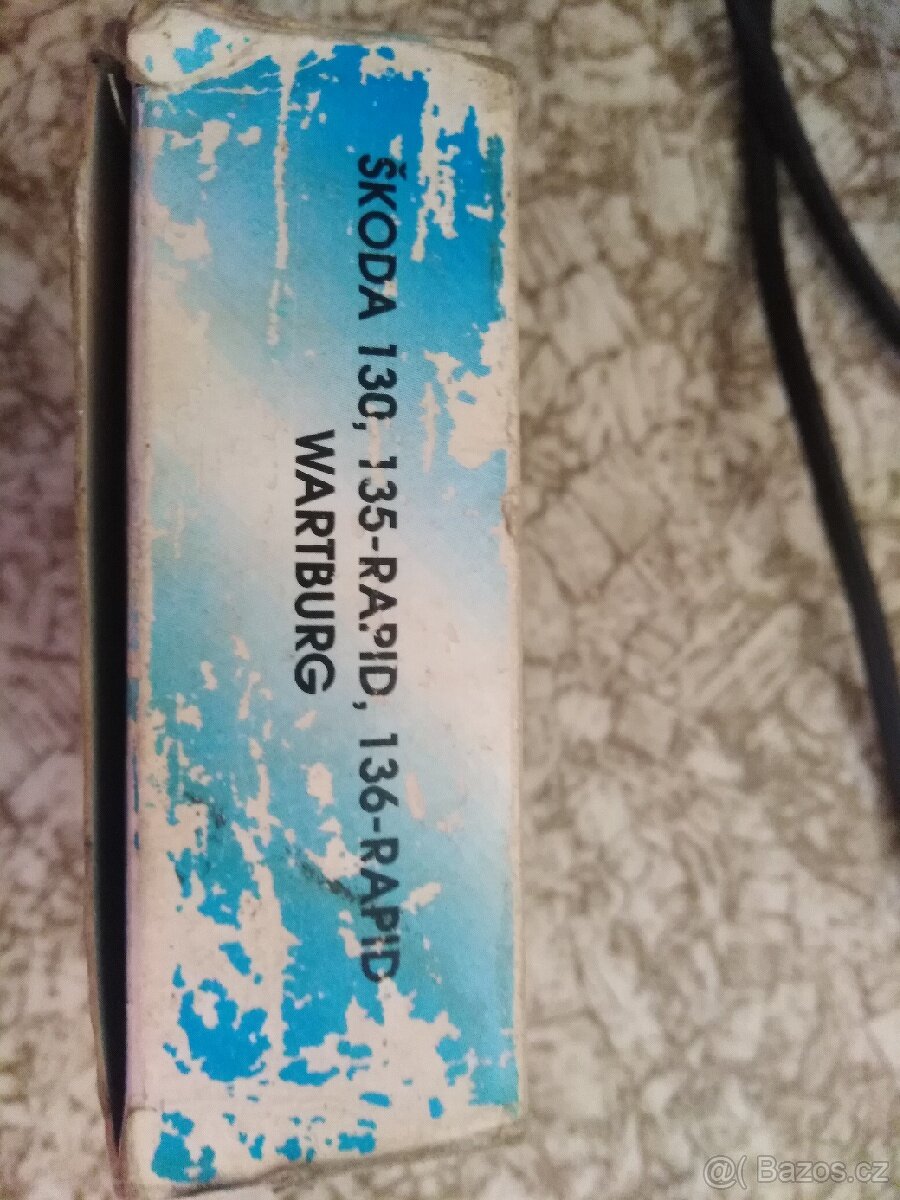 ŠKODA 130, 135-RAPID, 136-RAPID
WARTBURG
@( Bazos.cz